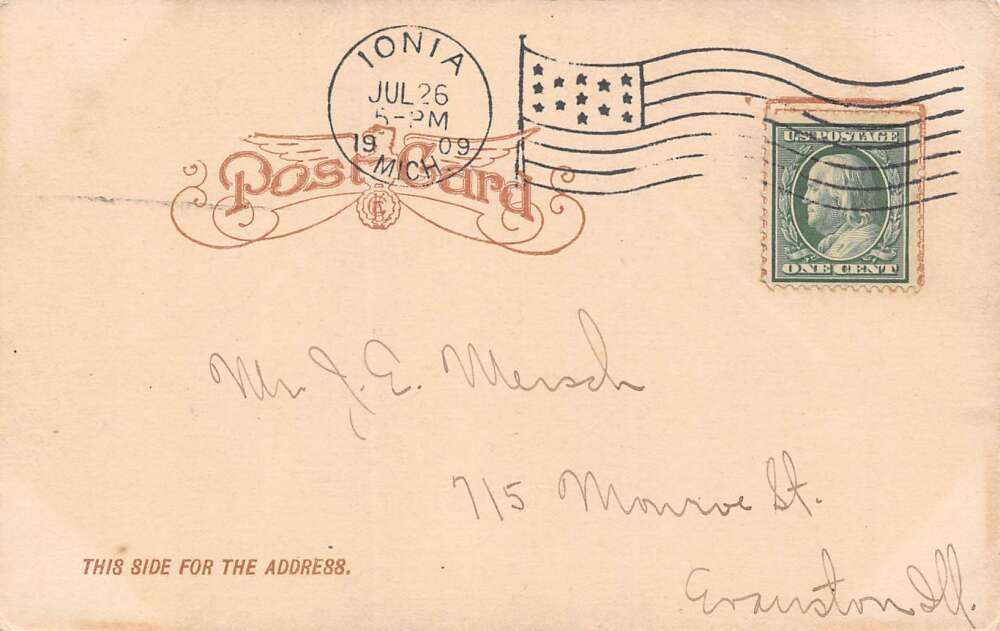 IONIA
JUL 26
5-PM
19 09
MICH.
Post Card
U.S. POSTAGE
ONE CENT
Mr J. E. Mersch
715 Monroe St.
Evanston Ill.
THIS SIDE FOR THE ADDRESS.